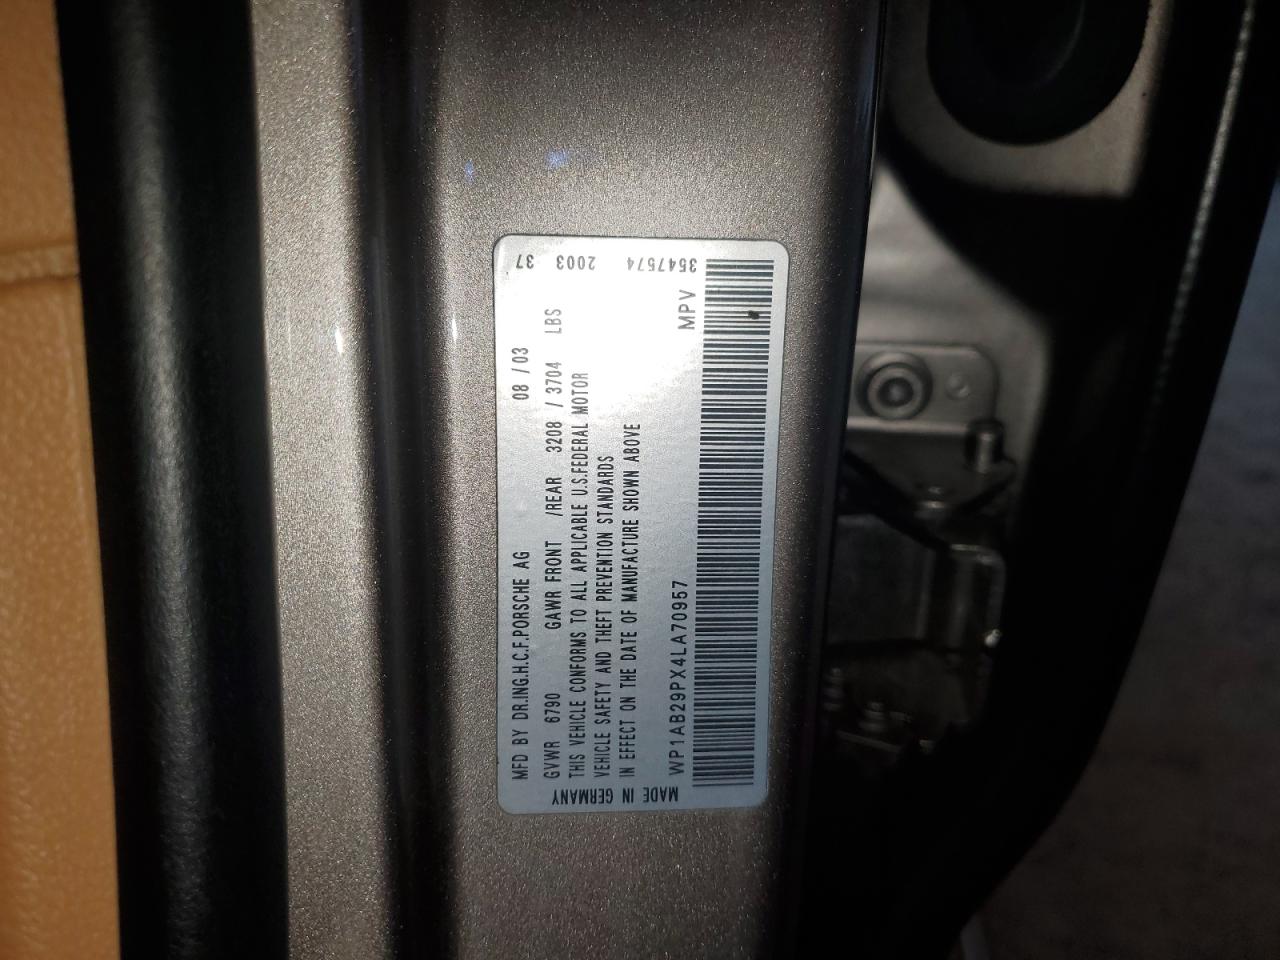 MFD BY DR.ING.H.C.F.PORSCHE AG 08 / 03
GVWR 6790 GAWR FRONT /REAR 3208 / 3704 LBS
THIS VEHICLE CONFORMS TO ALL APPLICABLE U.S.FEDERAL MOTOR
VEHICLE SAFETY AND THEFT PREVENTION STANDARDS
IN EFFECT ON THE DATE OF MANUFACTURE SHOWN ABOVE
WP1AB29PX4LA70957 MPV
MADE IN GERMANY
3547574 2003 37